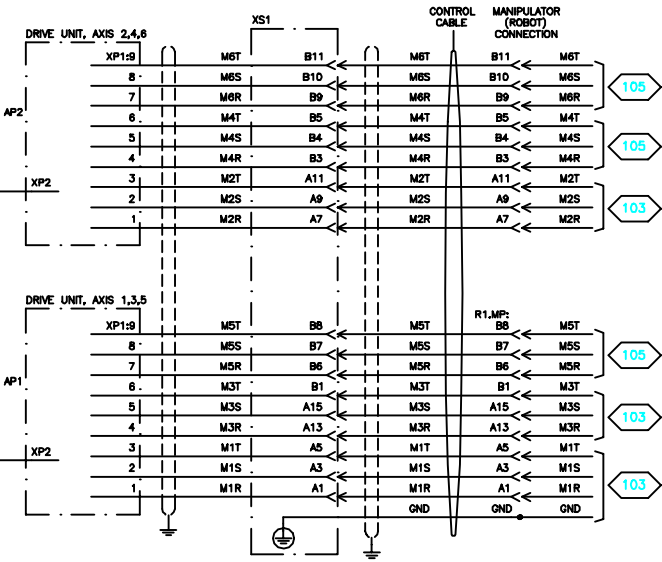 CONTROL CABLE
MANIPULATOR (ROBOT) CONNECTION
XS1
DRIVE UNIT, AXIS 2,4,6
XP1:9 M6T B11 M6T B11 M6T
8 M6S B10 M6S B10 M6S 105
7 M6R B9 M6R B9 M6R
AP2
6 M4T B5 M4T B5 M4T
5 M4S B4 M4S B4 M4S 105
4 M4R B3 M4R B3 M4R
XP2 3 M2T A11 M2T A11 M2T
2 M2S A9 M2S A9 M2S 103
1 M2R A7 M2R A7 M2R
DRIVE UNIT, AXIS 1,3,5
R1.MP:
XP1:9 M5T B8 M5T B8 M5T
8 M5S B7 M5S B7 M5S 105
7 M5R B6 M5R B6 M5R
AP1
6 M3T B1 M3T B1 M3T
5 M3S A15 M3S A15 M3S 103
4 M3R A13 M3R A13 M3R
XP2 3 M1T A5 M1T A5 M1T
2 M1S A3 M1S A3 M1S 103
1 M1R A1 M1R A1 M1R
GND GND GND